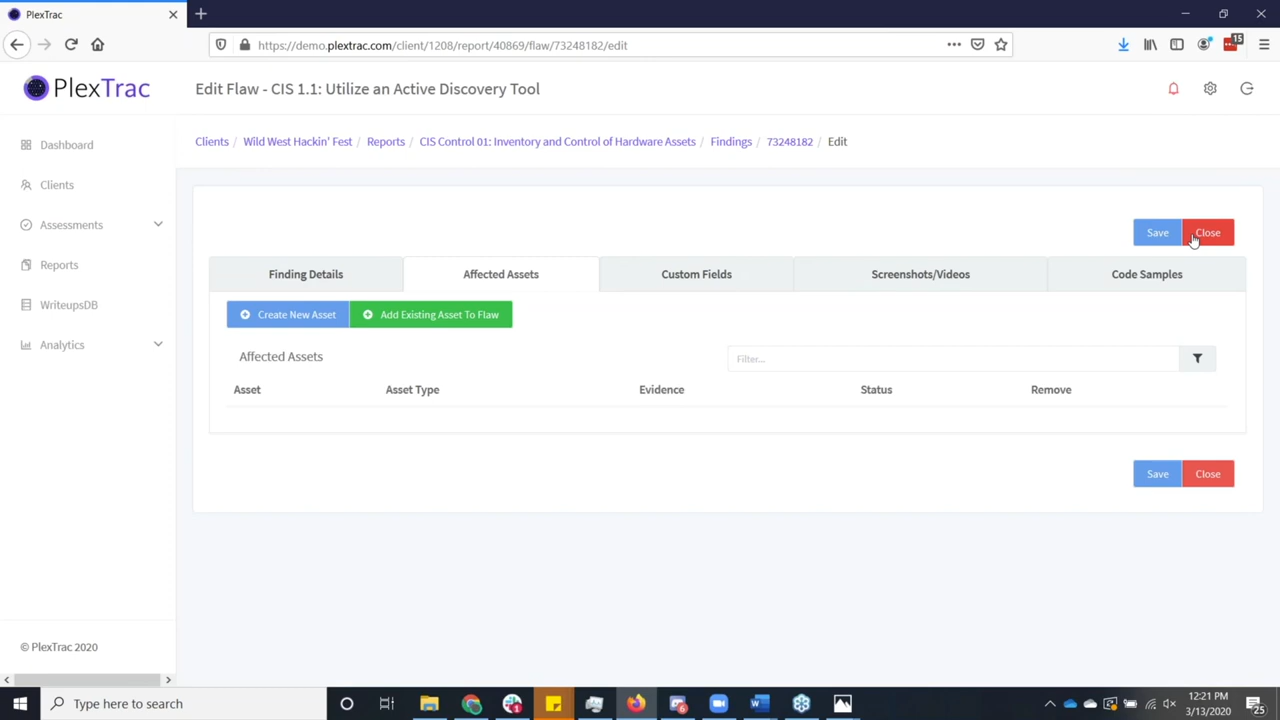 PlexTrac
https://demo.plextrac.com/client/1208/report/40869/flaw/73248182/edit
15
PlexTrac
Edit Flaw - CIS 1.1: Utilize an Active Discovery Tool
Dashboard
Clients
Assessments
Reports
WriteupsDB
Analytics
© PlexTrac 2020
Clients / Wild West Hackin' Fest / Reports / CIS Control 01: Inventory and Control of Hardware Assets / Findings / 73248182 / Edit
Save Close
Finding Details Affected Assets Custom Fields Screenshots/Videos Code Samples
Create New Asset Add Existing Asset To Flaw
Affected Assets Filter...
Asset Asset Type Evidence Status Remove
Save Close
Type here to search
12:21 PM
3/13/2020
25